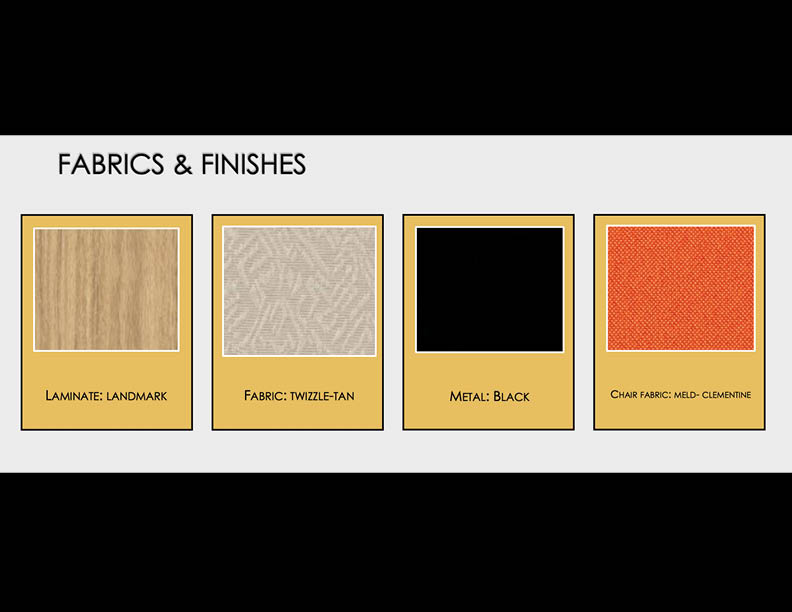 FABRICS & FINISHES
LAMINATE: LANDMARK
FABRIC: TWIZZLE-TAN
METAL: BLACK
CHAIR FABRIC: MELD- CLEMENTINE